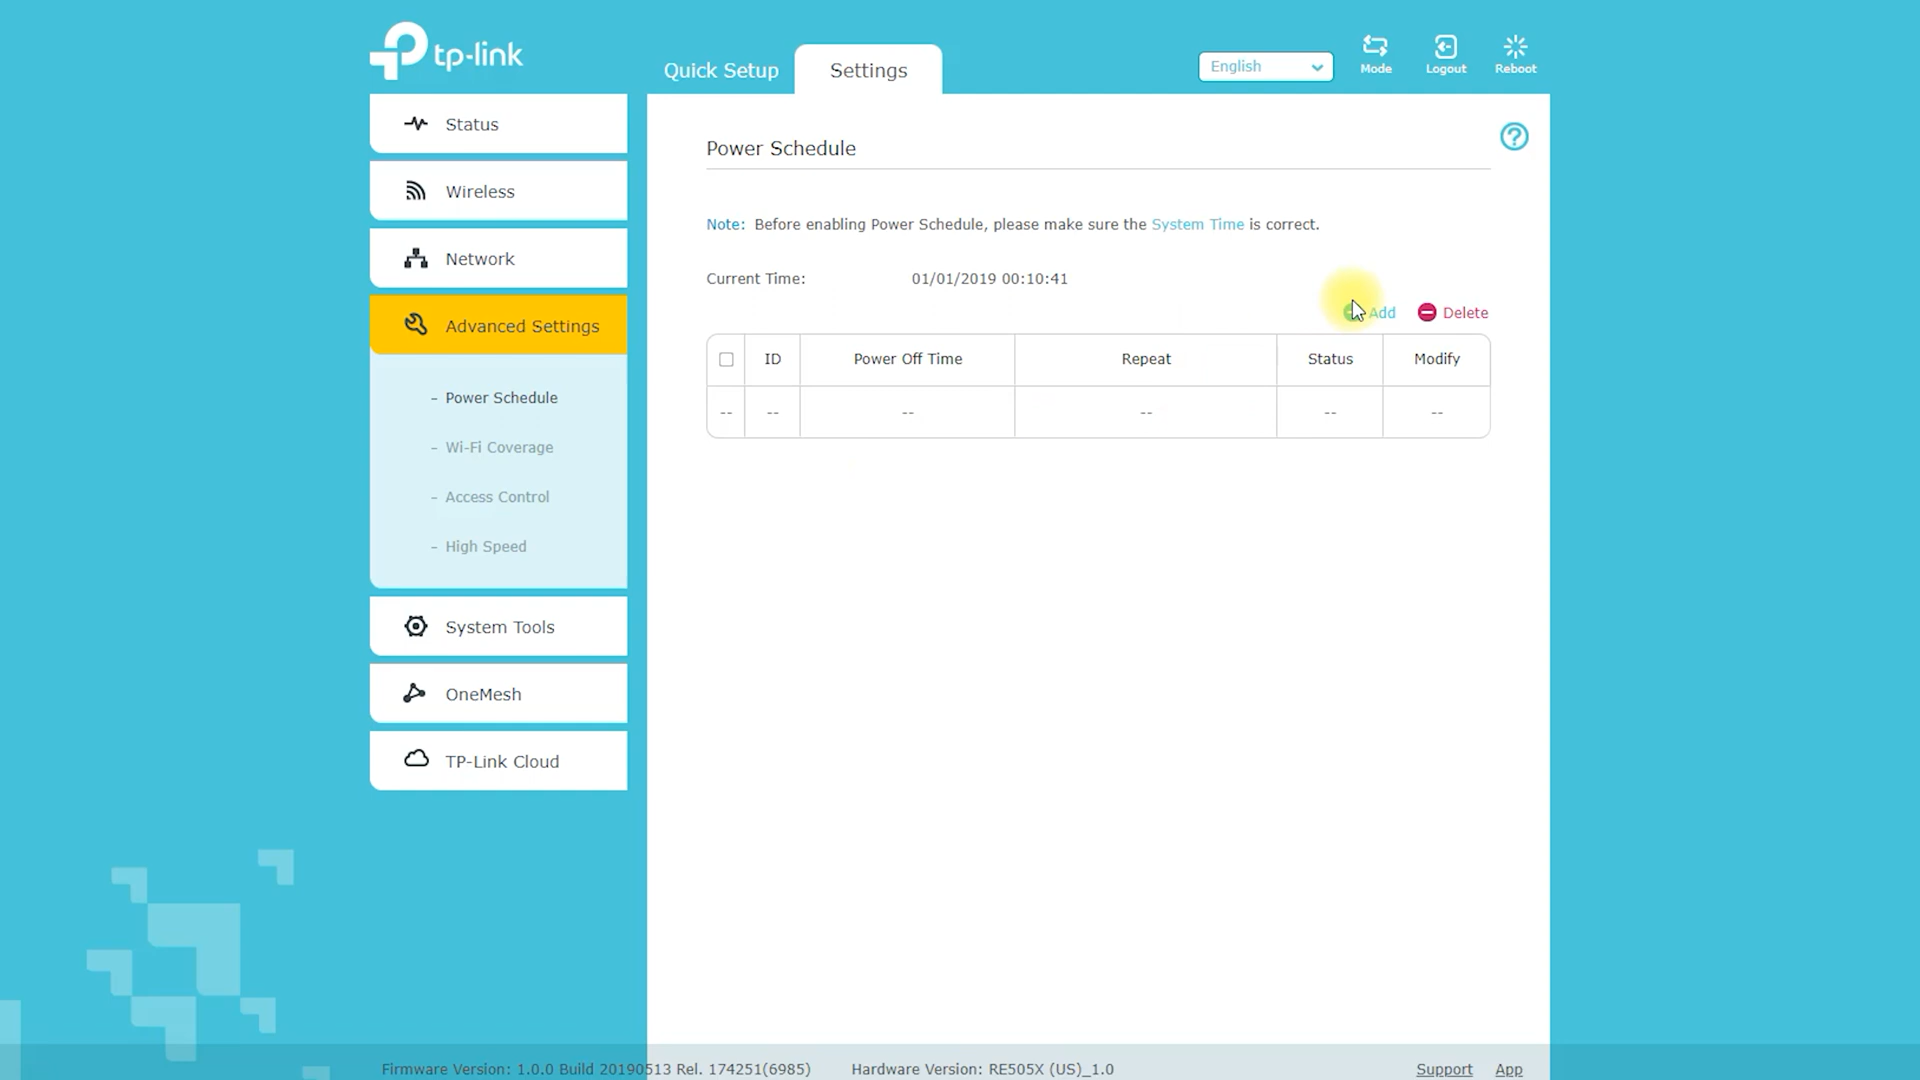 tp-link
Quick Setup
Settings
English
Mode
Logout
Reboot
Status
Wireless
Network
Advanced Settings
– Power Schedule
– Wi-Fi Coverage
– Access Control
– High Speed
System Tools
OneMesh
TP-Link Cloud
Power Schedule
Note: Before enabling Power Schedule, please make sure the System Time is correct.
Current Time: 01/01/2019 00:10:41
Add Delete
ID Power Off Time Repeat Status Modify
-- -- -- -- -- --
Firmware Version: 1.0.0 Build 20190513 Rel. 174251(6985) Hardware Version: RE505X (US)_1.0 Support App